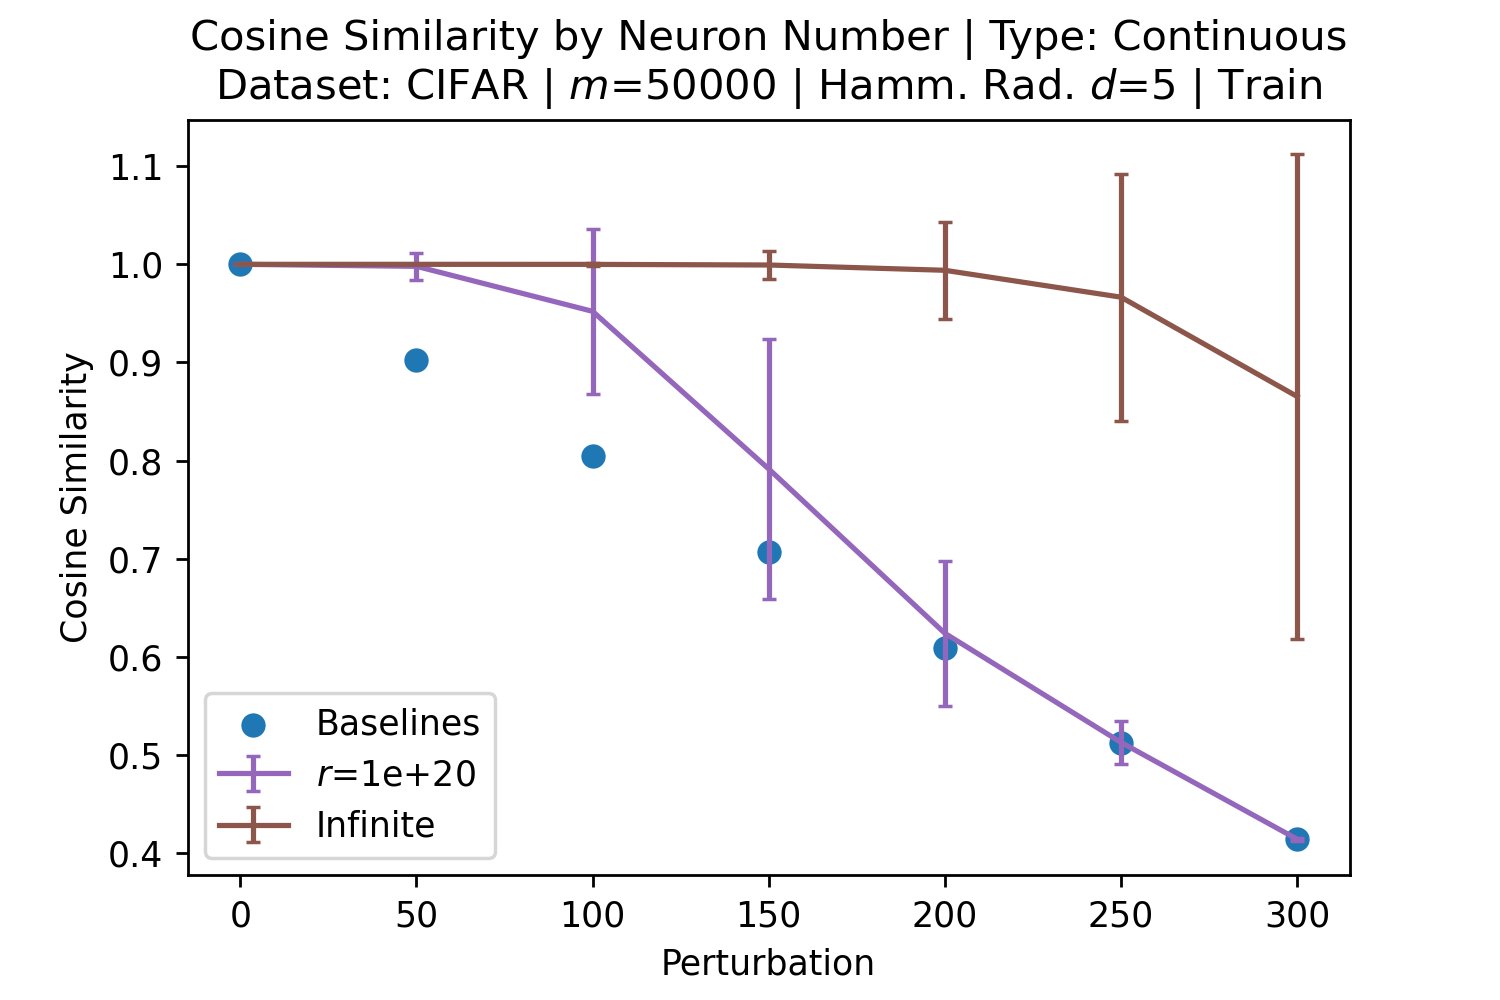 Cosine Similarity by Neuron Number | Type: Continuous
Dataset: CIFAR | m=50000 | Hamm. Rad. d=5 | Train
1.1
1.0
0.9
0.8
0.7
0.6
0.5
0.4
Cosine Similarity
Baselines
r=1e+20
Infinite
0 50 100 150 200 250 300
Perturbation